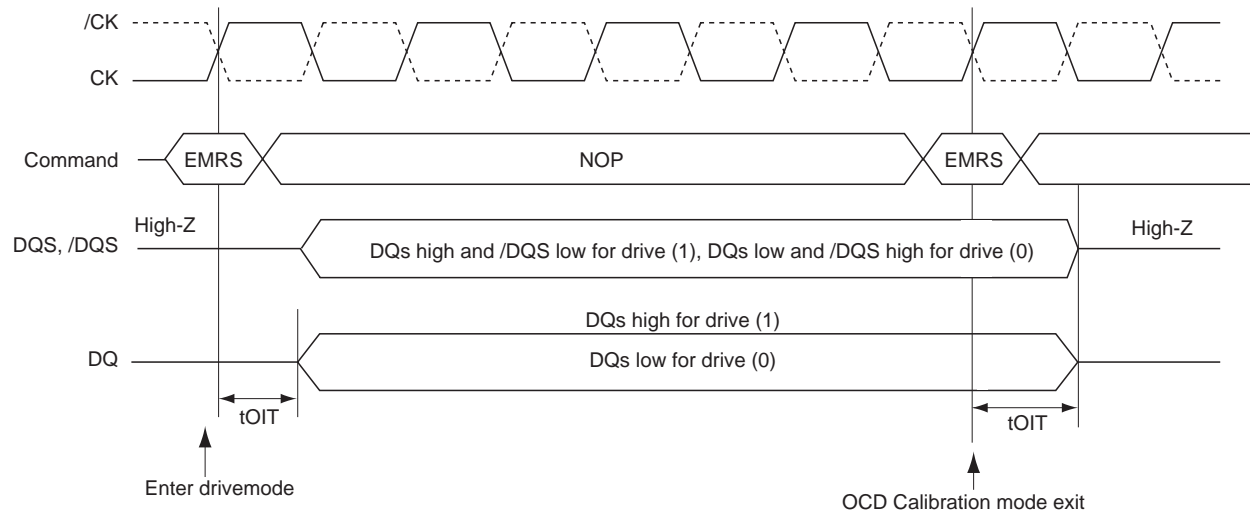 /CK
CK
Command
EMRS
NOP
EMRS
High-Z
High-Z
DQS, /DQS
DQs high and /DQS low for drive (1), DQs low and /DQS high for drive (0)
DQs high for drive (1)
DQ
DQs low for drive (0)
tOIT
tOIT
Enter drivemode
OCD Calibration mode exit